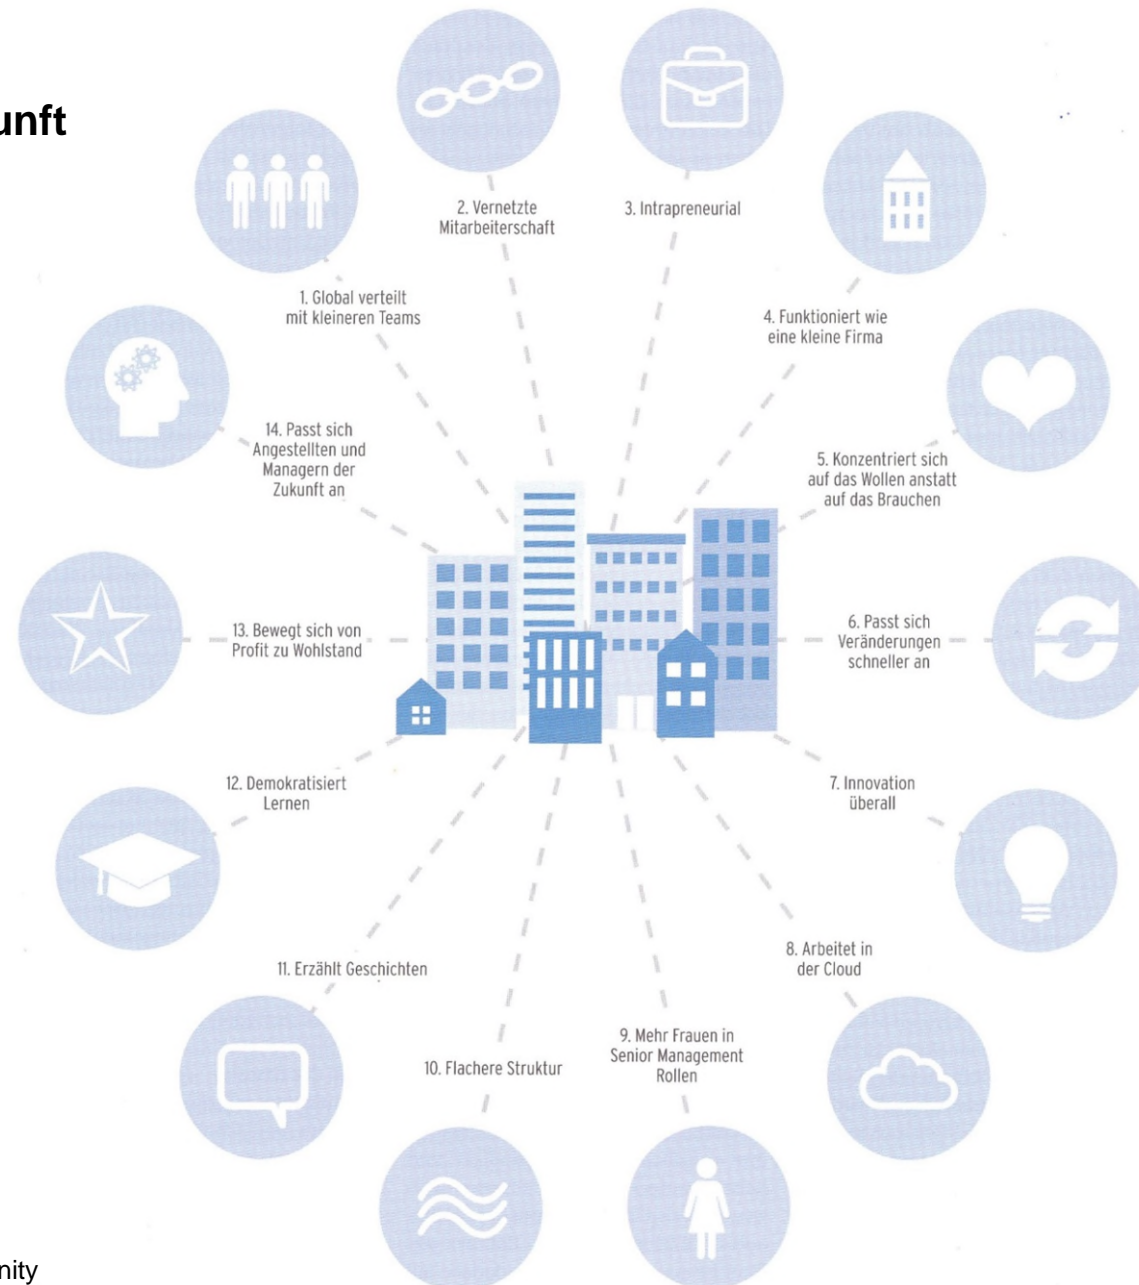 unft
1. Global verteilt
mit kleineren Teams
2. Vernetzte
Mitarbeiterschaft
3. Intrapreneurial
4. Funktioniert wie
eine kleine Firma
5. Konzentriert sich
auf das Wollen anstatt
auf das Brauchen
6. Passt sich
Veränderungen
schneller an
7. Innovation
überall
8. Arbeitet in
der Cloud
9. Mehr Frauen in
Senior Management
Rollen
10. Flachere Struktur
11. Erzählt Geschichten
12. Demokratisiert
Lernen
13. Bewegt sich von
Profit zu Wohlstand
14. Passt sich
Angestellten und
Managern der
Zukunft an
nity